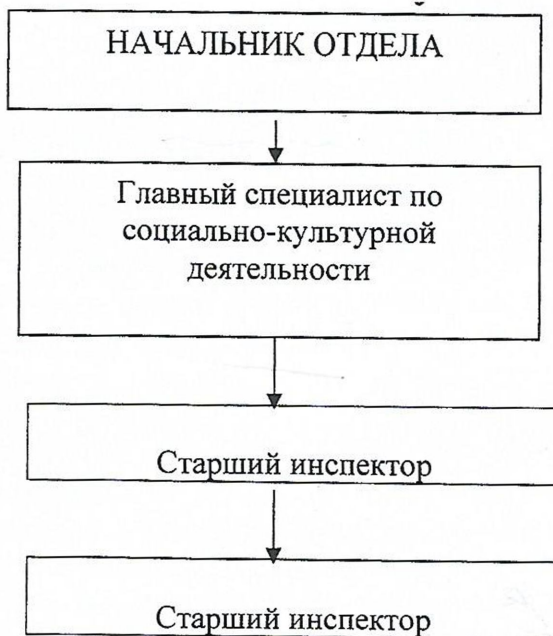 НАЧАЛЬНИК ОТДЕЛА
Главный специалист по
социально-культурной
деятельности
Старший инспектор
Старший инспектор